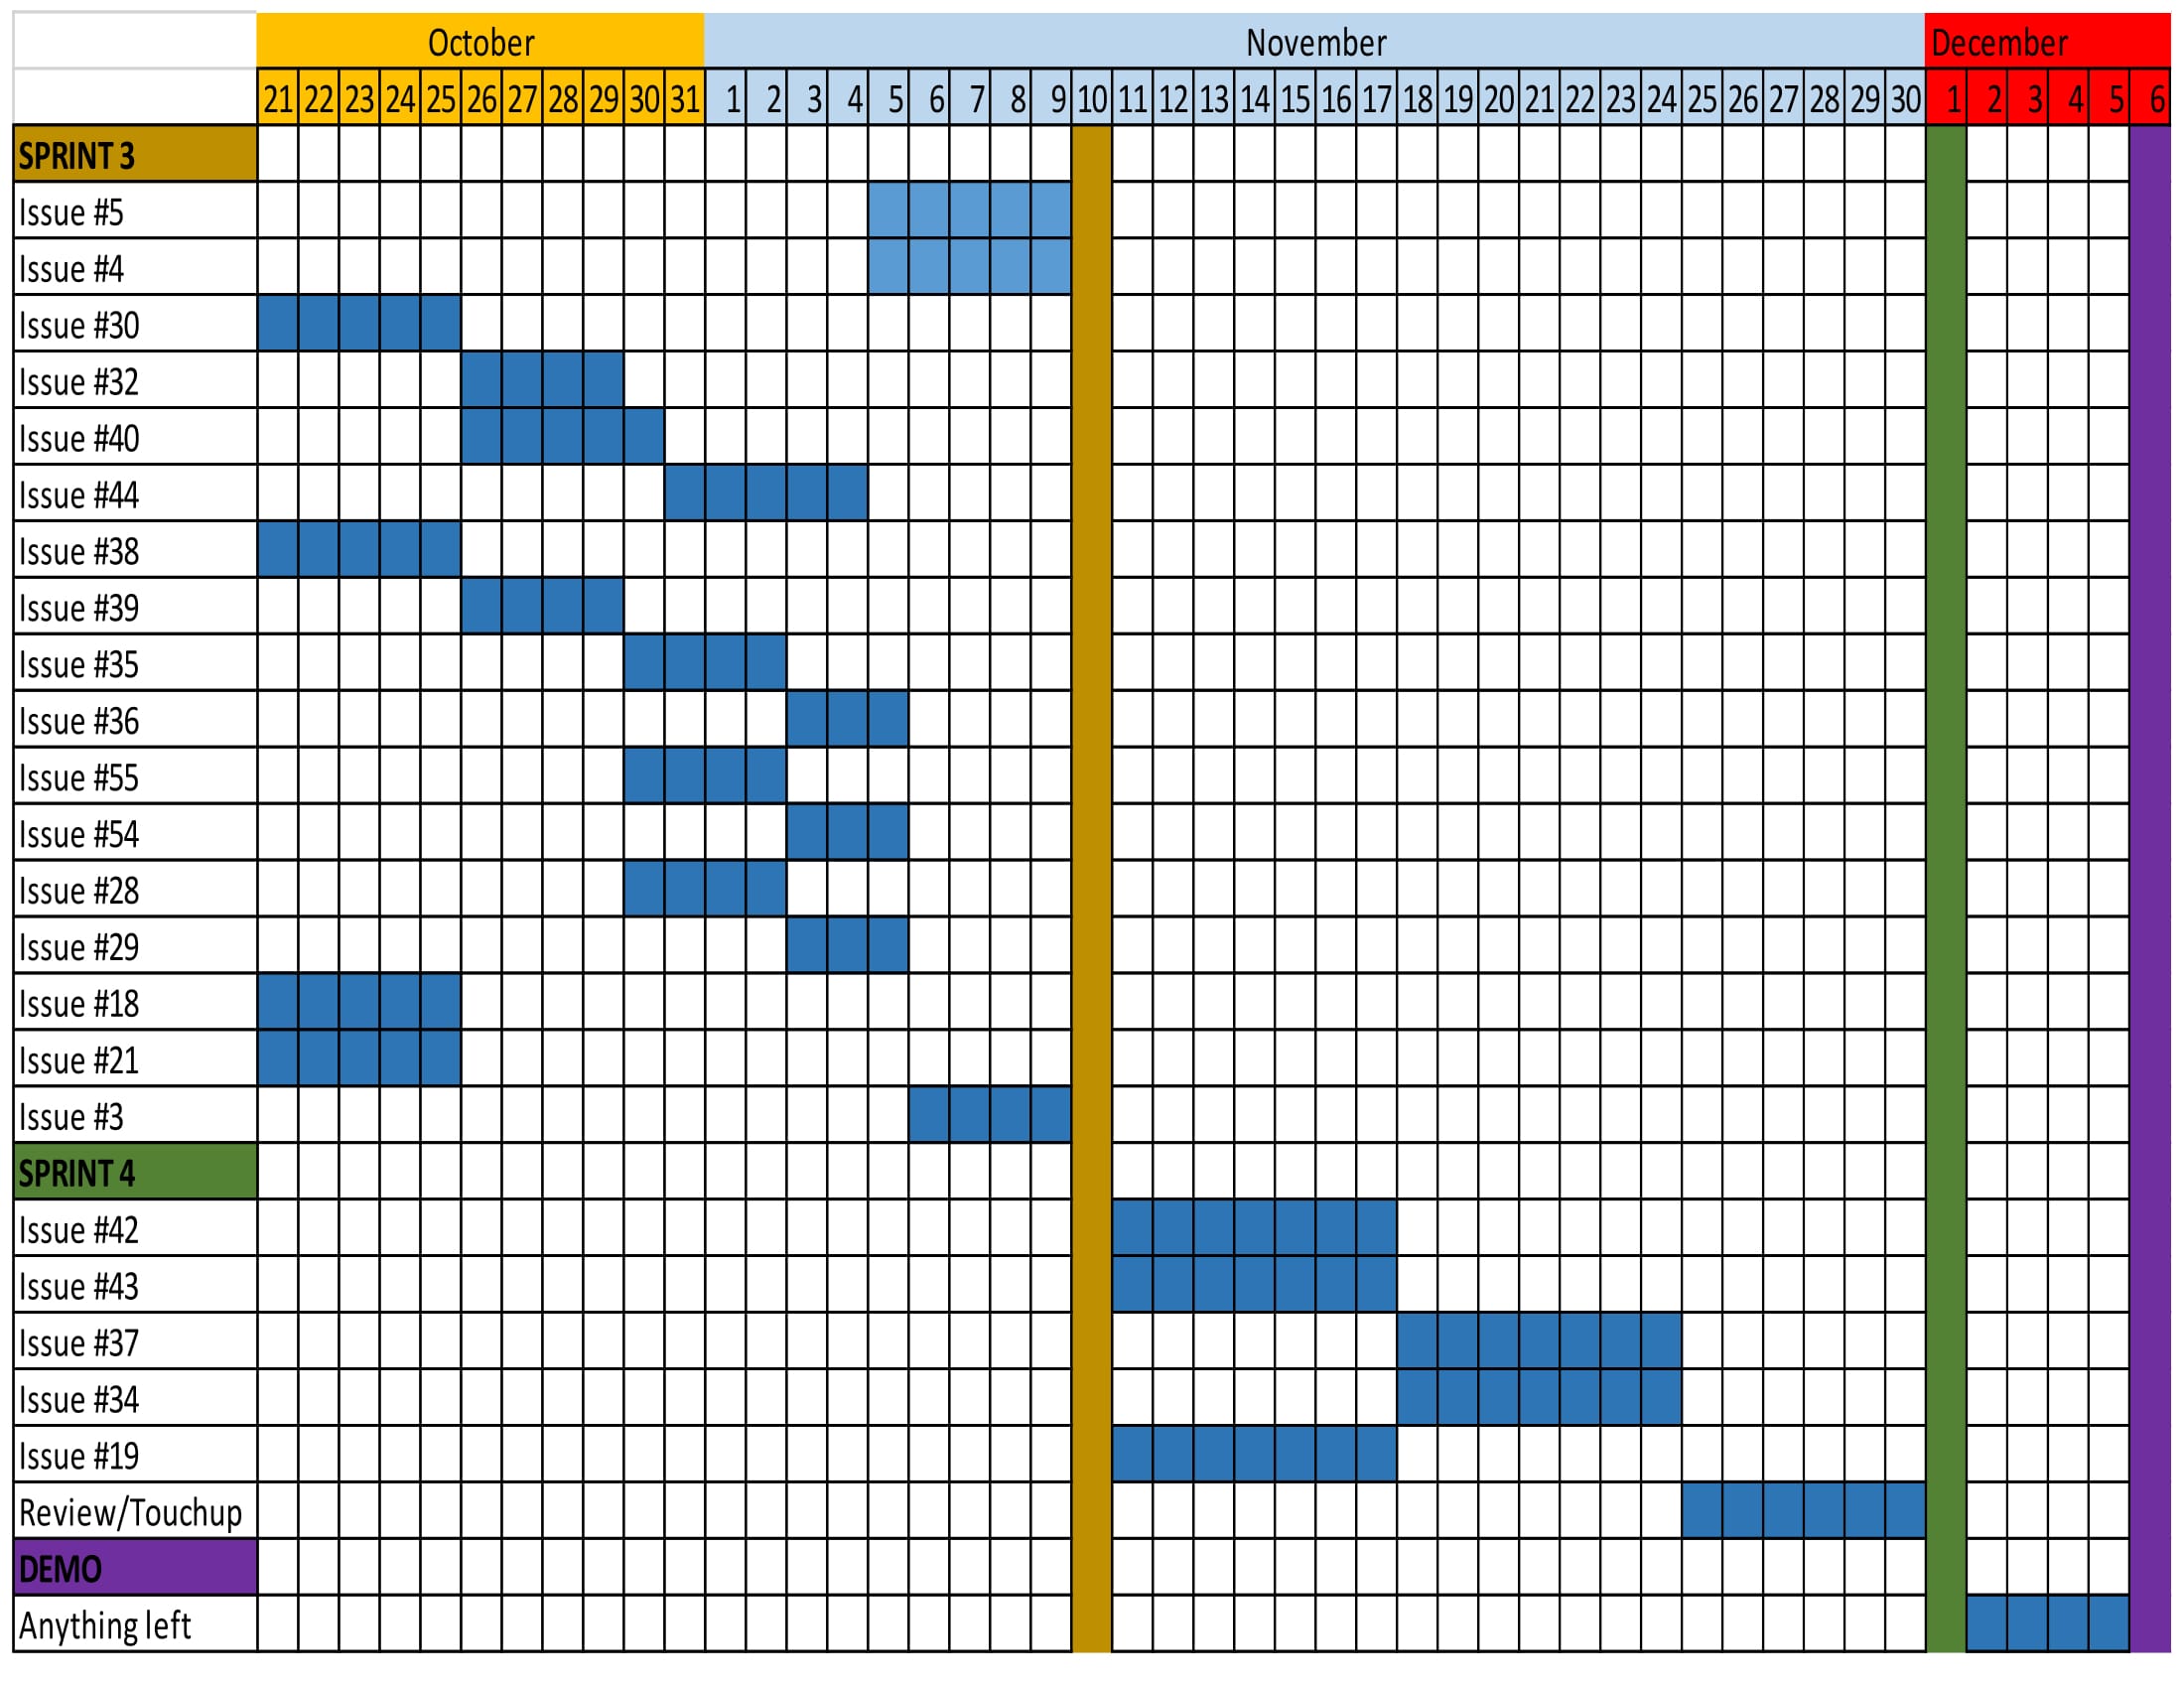 October November December
21 22 23 24 25 26 27 28 29 30 31 1 2 3 4 5 6 7 8 9 10 11 12 13 14 15 16 17 18 19 20 21 22 23 24 25 26 27 28 29 30 1 2 3 4 5 6
SPRINT 3
Issue #5
Issue #4
Issue #30
Issue #32
Issue #40
Issue #44
Issue #38
Issue #39
Issue #35
Issue #36
Issue #55
Issue #54
Issue #28
Issue #29
Issue #18
Issue #21
Issue #3
SPRINT 4
Issue #42
Issue #43
Issue #37
Issue #34
Issue #19
Review/Touchup
DEMO
Anything left